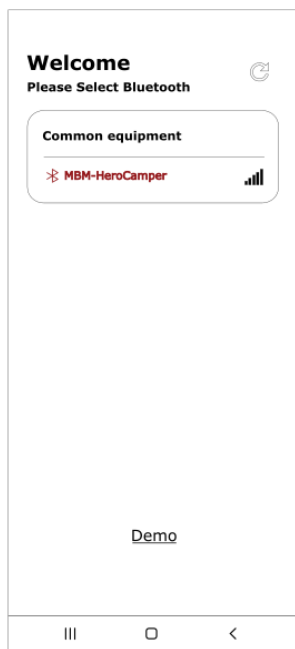 Welcome
Please Select Bluetooth
Common equipment
MBM-HeroCamper
Demo